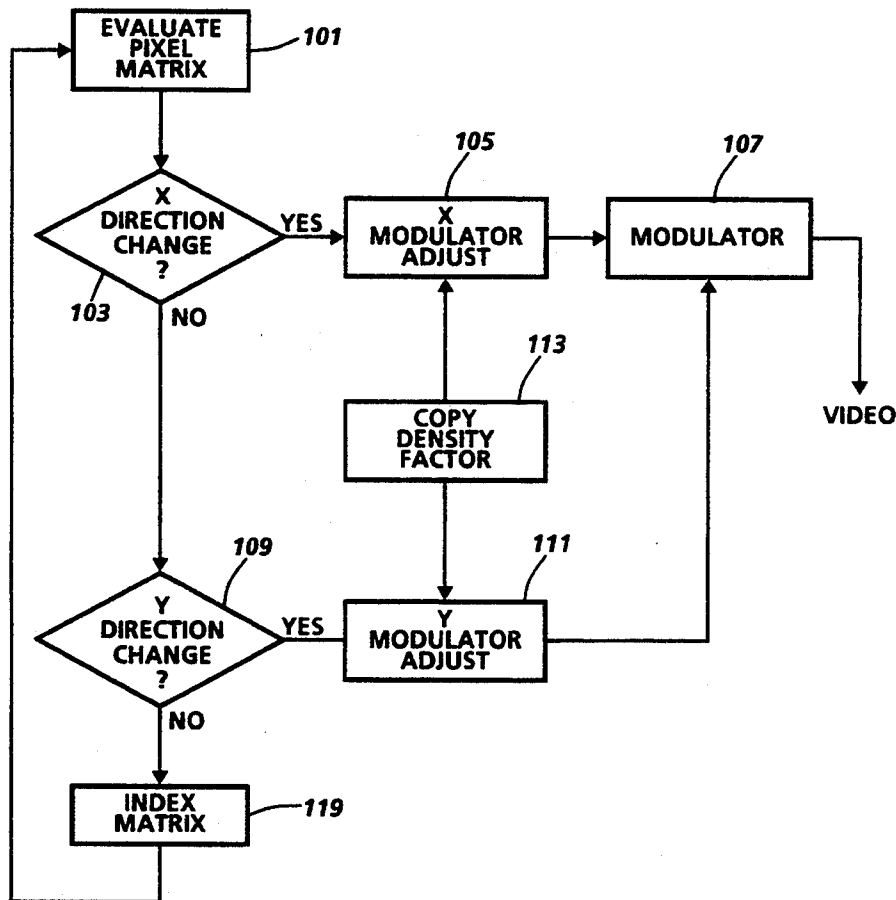 EVALUATE
PIXEL
MATRIX
101
X
DIRECTION
CHANGE
?
YES
103
NO
105
X
MODULATOR
ADJUST
107
MODULATOR
VIDEO
113
COPY
DENSITY
FACTOR
109
Y
DIRECTION
CHANGE
?
YES
NO
111
Y
MODULATOR
ADJUST
INDEX
MATRIX
119